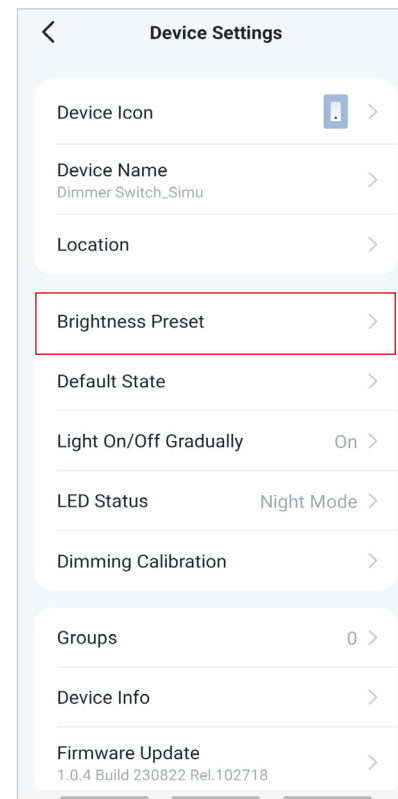 Device Settings
Device Icon
Device Name
Dimmer Switch_Simu
Location
Brightness Preset
Default State
Light On/Off Gradually On
LED Status Night Mode
Dimming Calibration
Groups 0
Device Info
Firmware Update
1.0.4 Build 230822 Rel.102718